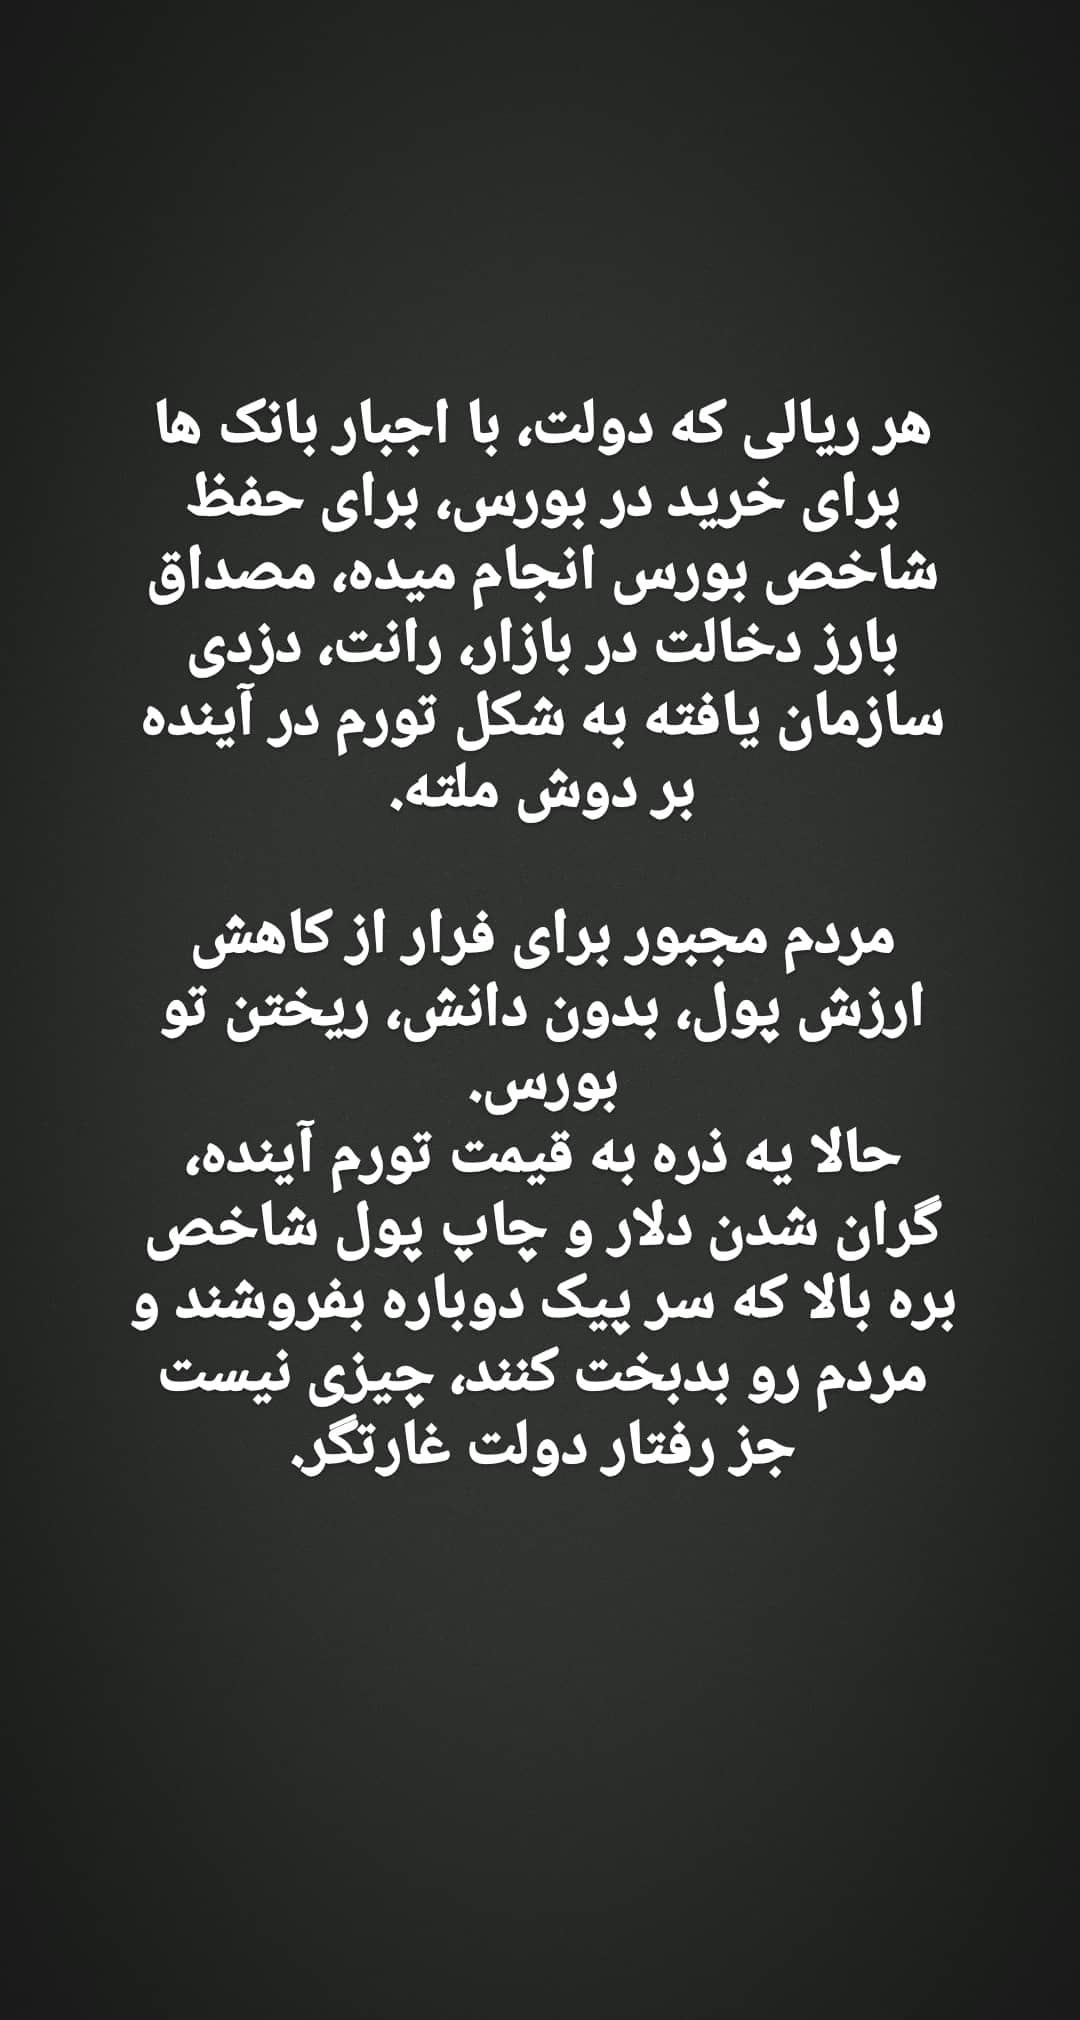 هر ریالی که دولت، با اجبار بانک ها
برای خرید در بورس، برای حفظ
شاخص بورس انجام میده، مصداق
بارز دخالت در بازار، رانت، دزدی
سازمان یافته به شکل تورم در آینده
بر دوش ملته.
مردم مجبور برای فرار از کاهش
ارزش پول، بدون دانش، ریختن تو
بورس.
حالا یه ذره به قیمت تورم آینده،
گران شدن دلار و چاپ پول شاخص
بره بالا که سر پیک دوباره بفروشند و
مردم رو بدبخت کنند، چیزی نیست
جز رفتار دولت غارتگر.